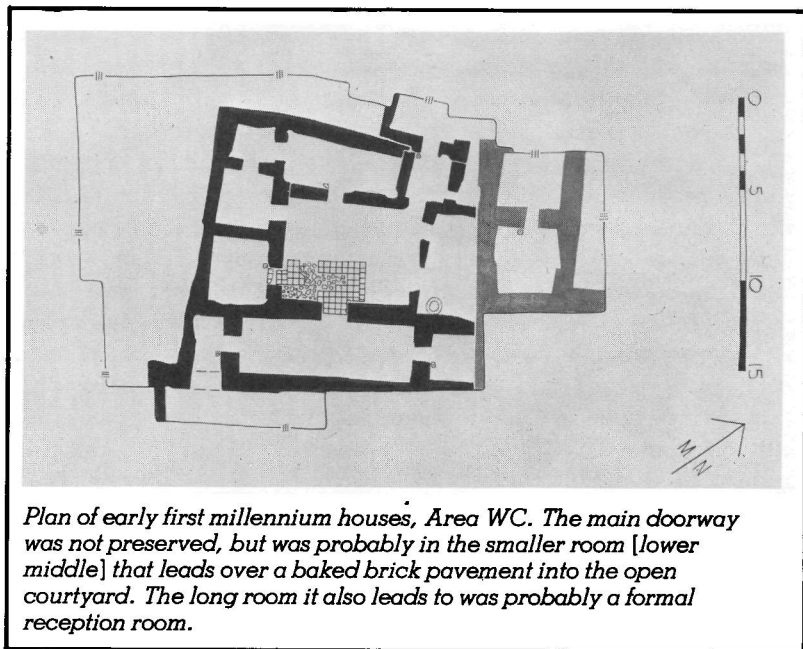 0
5
10
15
M
N
Plan of early first millennium houses, Area WC. The main doorway
was not preserved, but was probably in the smaller room [lower
middle] that leads over a baked brick pavement into the open
courtyard. The long room it also leads to was probably a formal
reception room.